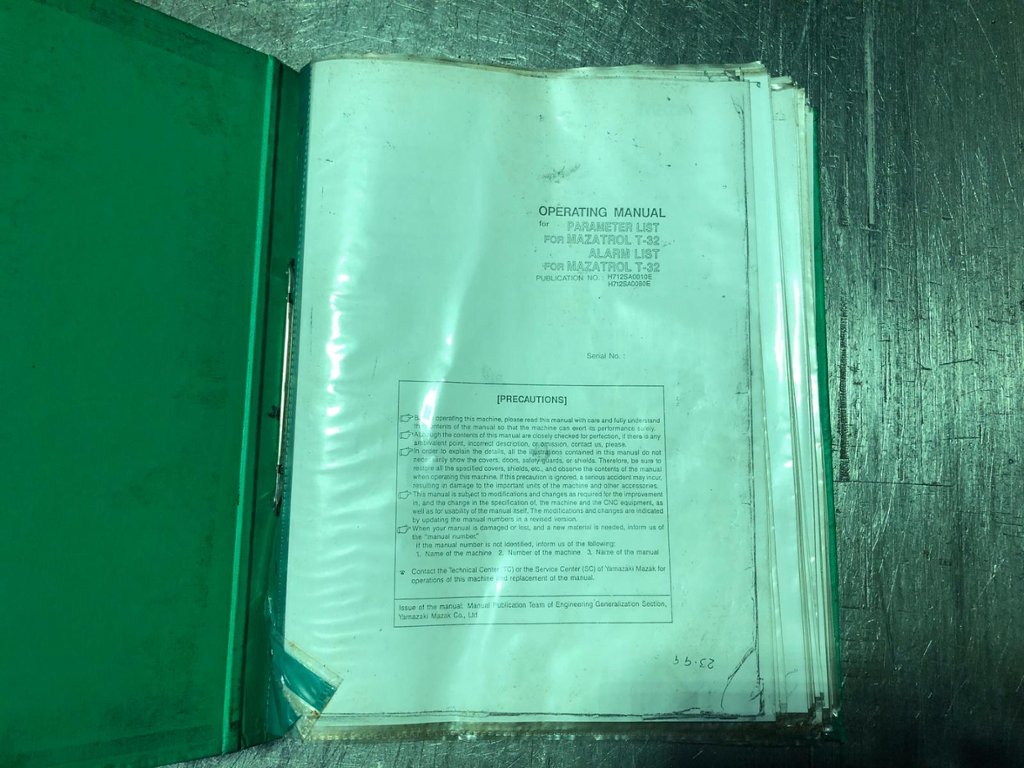 OPERATING MANUAL
for PARAMETER LIST
FOR MAZATROL T-32
ALARM LIST
FOR MAZATROL T-32
PUBLICATION NO. : H712SA0010E
H712SA0080E
Serial No. :
[PRECAUTIONS]
operating this machine, please read this manual with care and fully understand
the contents of the manual so that the machine can exert its performance safely.
Although the contents of this manual are closely checked for perfection, if there is any
ambivalent point, incorrect description, or omission, contact us, please.
In order to explain the details, all the illustrations contained in this manual do not
necessarily show the covers, doors, safety guards, or shields. Therefore, be sure to
restore all the specified covers, shields, etc., and observe the contents of the manual
when operating this machine. If this precaution is ignored, a serious accident may incur,
resulting in damage to the important units of the machine and other accessories.
This manual is subject to modifications and changes as required for the improvement
in, and the change in the specification of, the machine and the CNC equipment, as
well as for usability of the manual itself. The modifications and changes are indicated
by updating the manual numbers in a revised version.
When your manual is damaged or lost, and a new material is needed, inform us of
the "manual number."
If the manual number is not identified, inform us of the following:
1. Name of the machine 2. Number of the machine 3. Name of the manual
* Contact the Technical Center (TC) or the Service Center (SC) of Yamazaki Mazak for
operations of this machine and replacement of the manual.
Issue of the manual: Manual Publication Team of Engineering Generalization Section,
Yamazaki Mazak Co., Ltd